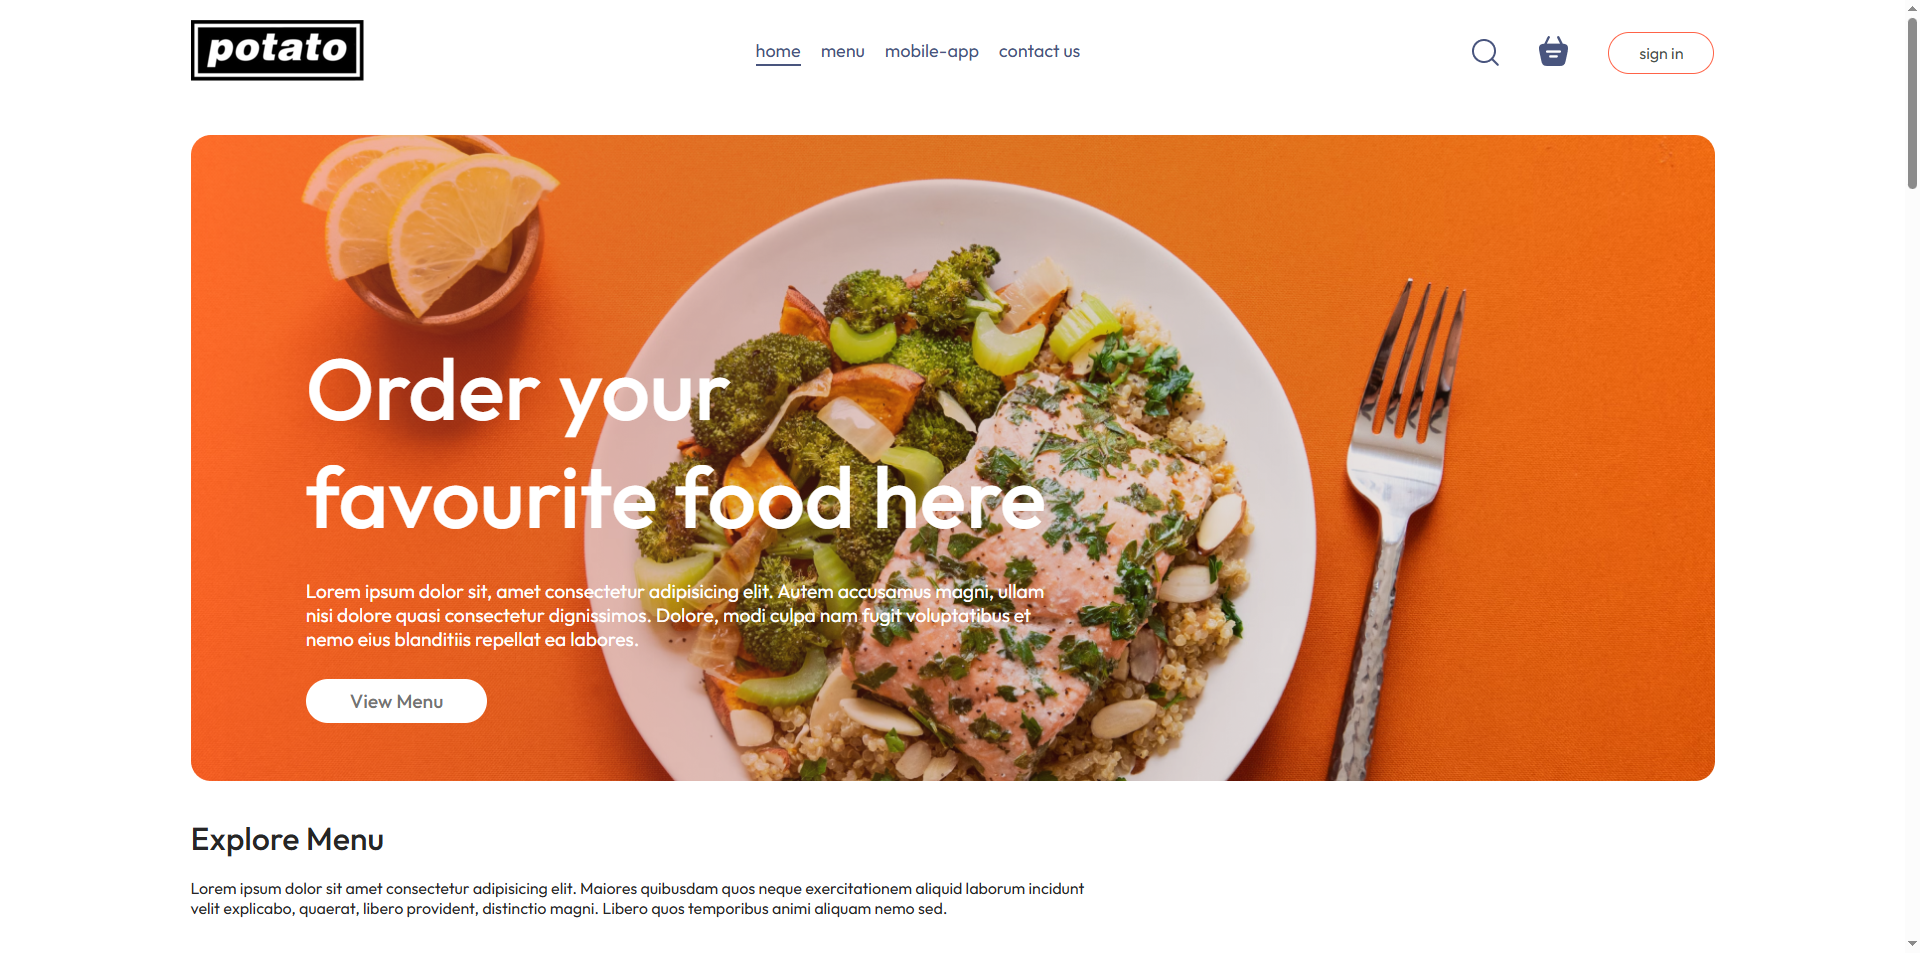 potato
home menu mobile-app contact us
sign in
Order your
favourite food here
Lorem ipsum dolor sit, amet consectetur adipisicing elit. Autem accusamus magni, ullam
nisi dolore quasi consectetur dignissimos. Dolore, modi culpa nam fugit voluptatibus et
nemo eius blanditiis repellat ea labores.
View Menu
Explore Menu
Lorem ipsum dolor sit amet consectetur adipisicing elit. Maiores quibusdam quos neque exercitationem aliquid laborum incidunt
velit explicabo, quaerat, libero provident, distinctio magni. Libero quos temporibus animi aliquam nemo sed.